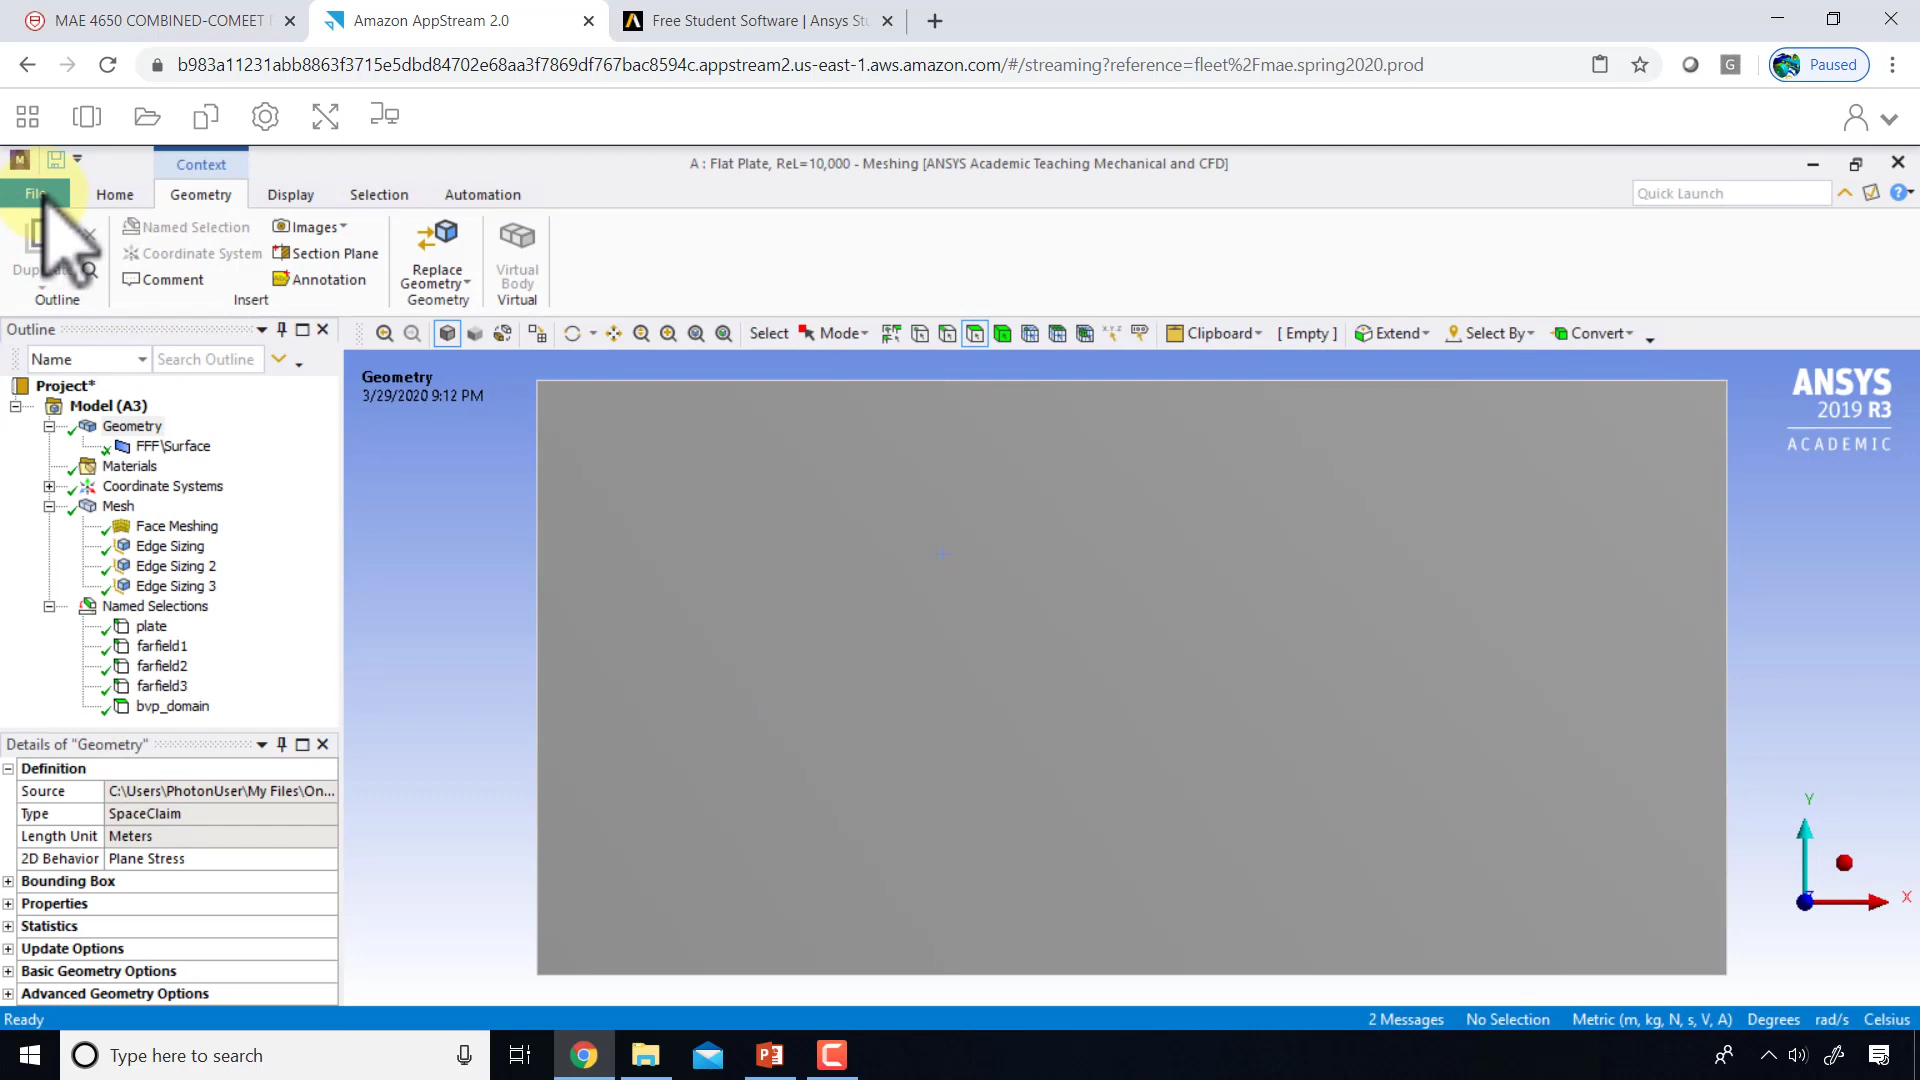 MAE 4650 COMBINED-COMEET
Amazon AppStream 2.0
Free Student Software | Ansys Stu
b983a11231abb8863f3715e5dbd84702e68aa3f7869df767bac8594c.appstream2.us-east-1.aws.amazon.com/#/streaming?reference=fleet%2Fmae.spring2020.prod
G
Paused
M
Context
A : Flat Plate, ReL=10,000 - Meshing [ANSYS Academic Teaching Mechanical and CFD]
File
Home
Geometry
Display
Selection
Automation
Quick Launch
Named Selection
Images
Coordinate System
Section Plane
Comment
Annotation
Replace
Geometry
Virtual
Body
Outline
Insert
Geometry
Virtual
Outline
Select
Mode
Clipboard
[ Empty ]
Extend
Select By
Convert
Name
Search Outline
Project*
Model (A3)
Geometry
FFF\Surface
Materials
Coordinate Systems
Mesh
Face Meshing
Edge Sizing
Edge Sizing 2
Edge Sizing 3
Named Selections
plate
farfield1
farfield2
farfield3
bvp_domain
Geometry
3/29/2020 9:12 PM
ANSYS
2019 R3
ACADEMIC
Details of "Geometry"
Definition
Source C:\Users\PhotonUser\My Files\On...
Type SpaceClaim
Length Unit Meters
2D Behavior Plane Stress
Bounding Box
Properties
Statistics
Update Options
Basic Geometry Options
Advanced Geometry Options
Y
X
Ready
2 Messages
No Selection
Metric (m, kg, N, s, V, A)
Degrees
rad/s
Celsius
Type here to search